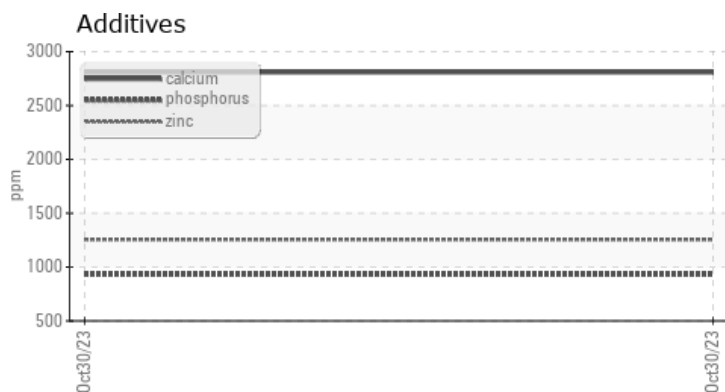 Additives
3000
2500
2000
1500
1000
500
ppm
calcium
phosphorus
zinc
Oct30/23
Oct30/23